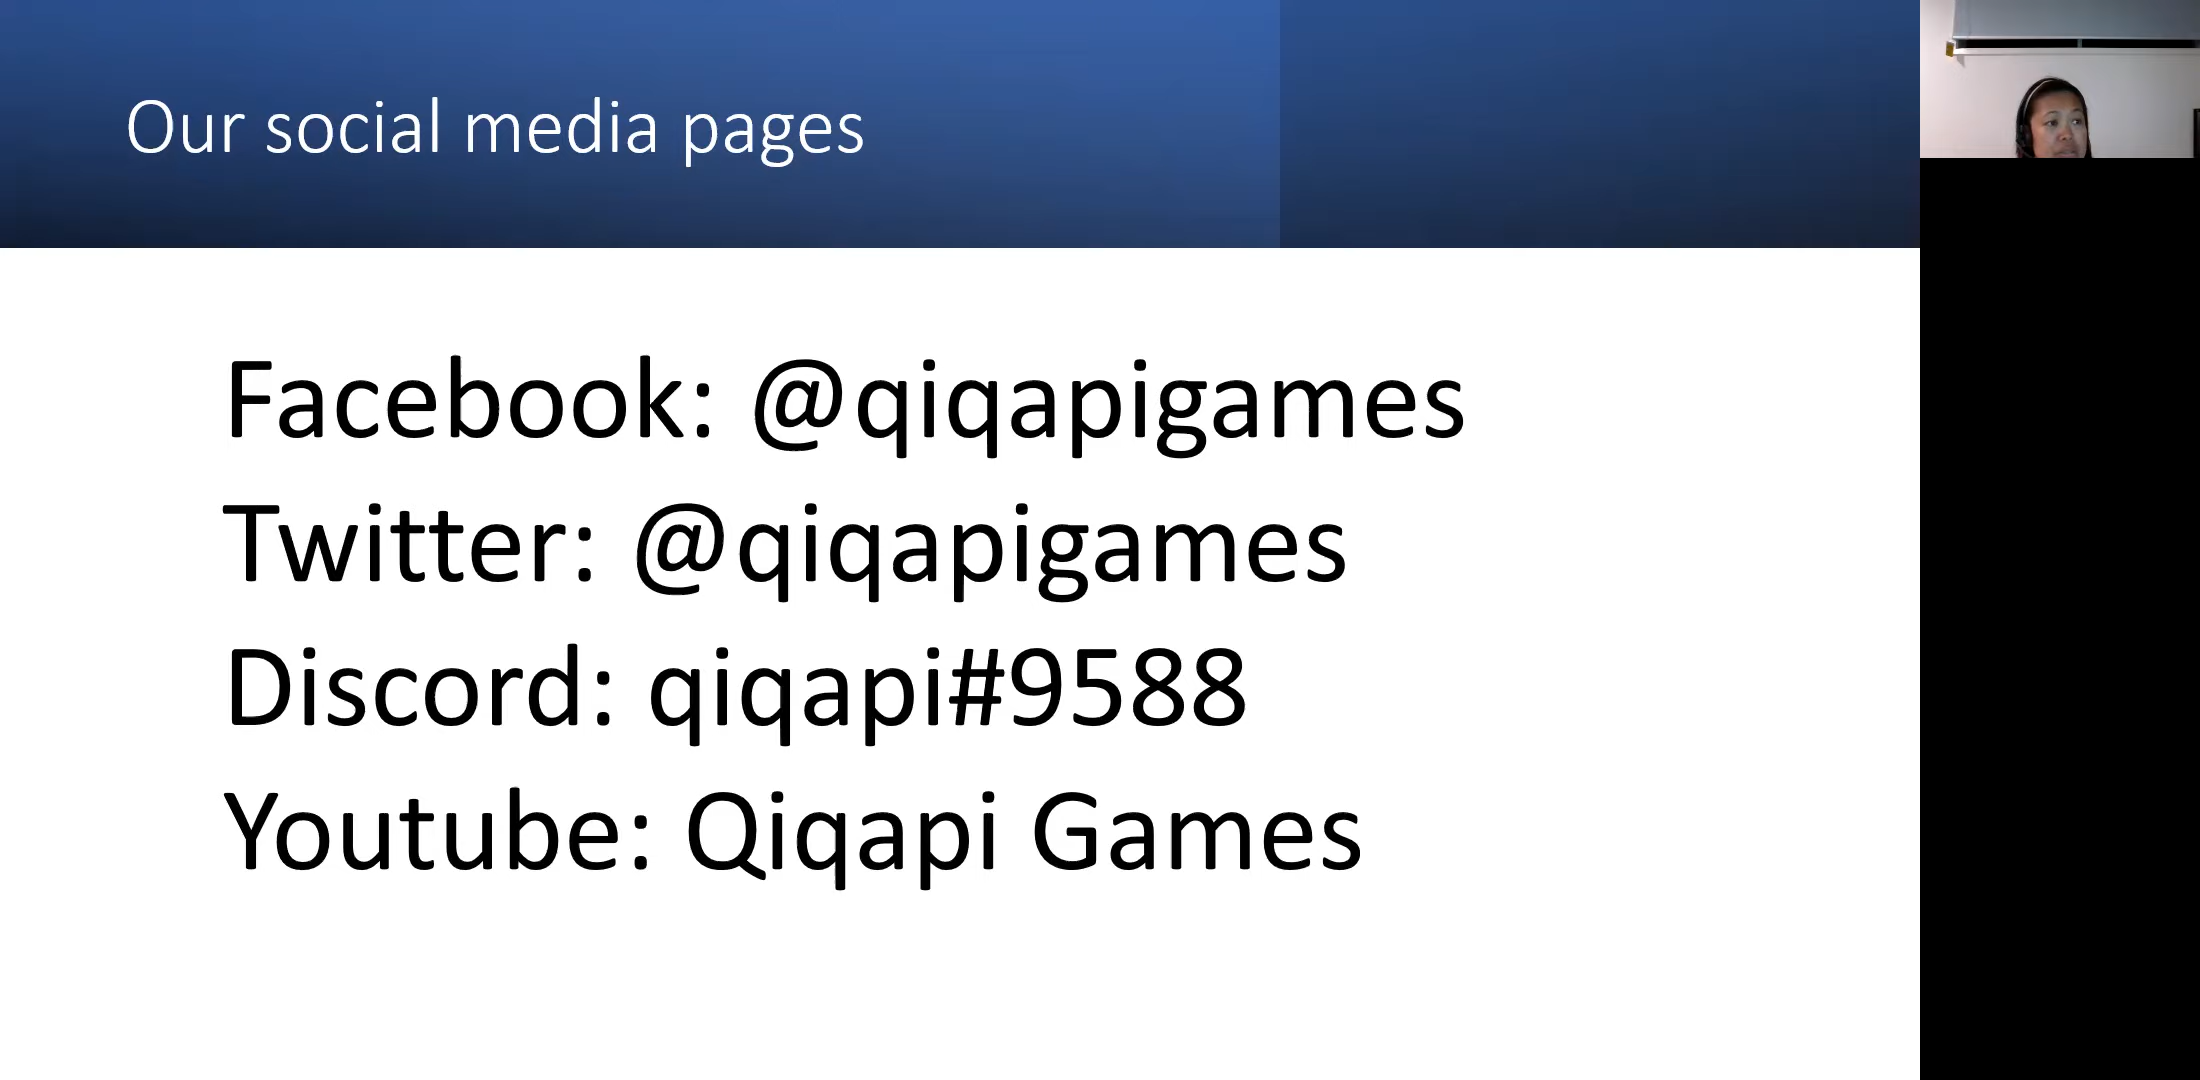 Our social media pages
Facebook: @qiqapigames
Twitter: @qiqapigames
Discord: qiqapi#9588
Youtube: Qiqapi Games